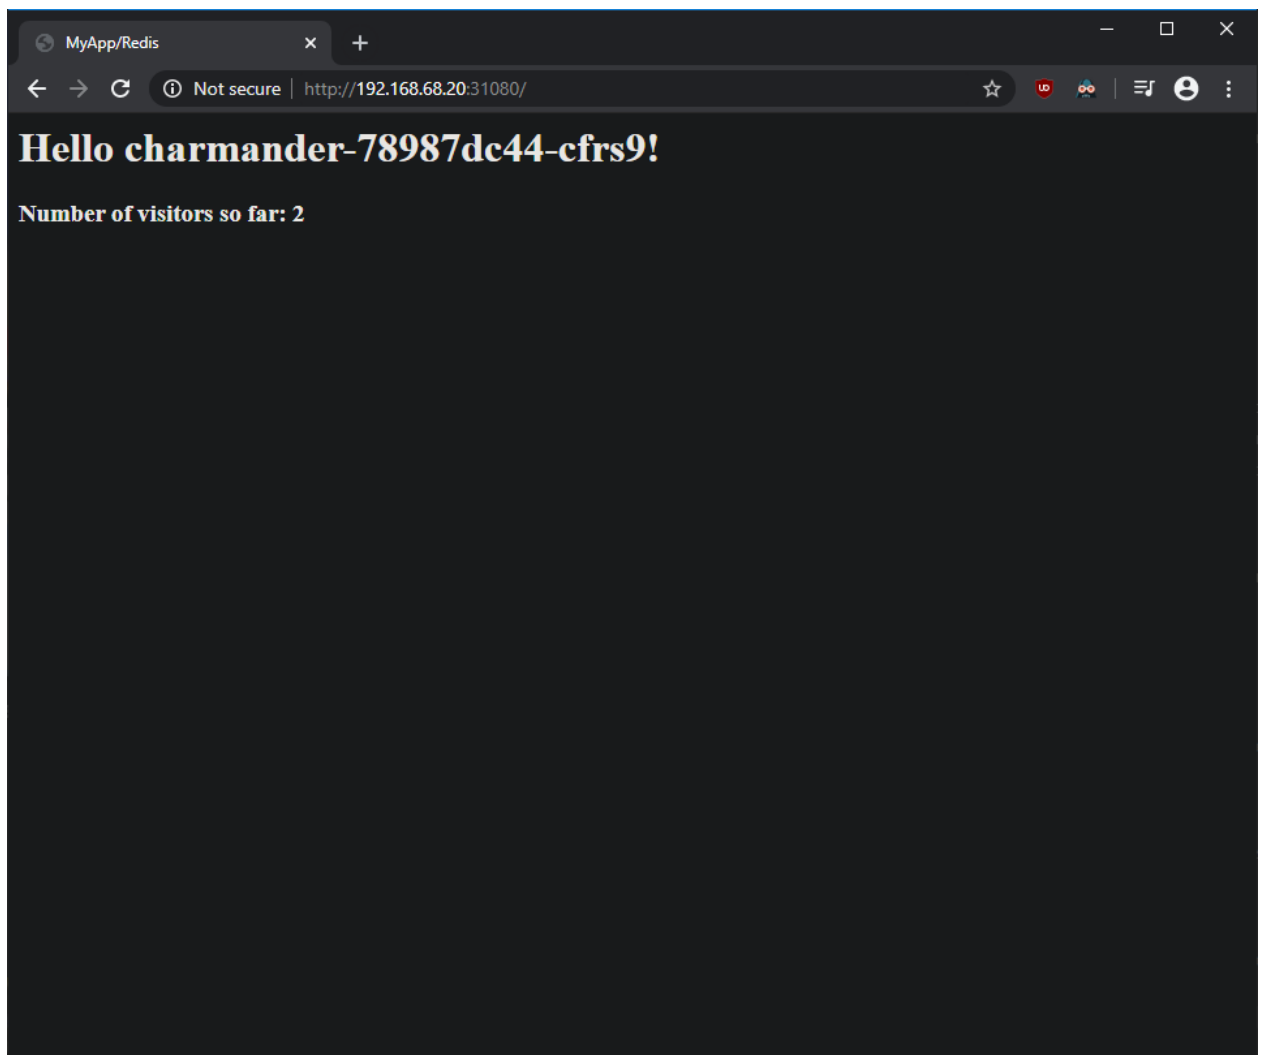 MyApp/Redis
Not secure http://192.168.68.20:31080/
Hello charmander-78987dc44-cfrs9!
Number of visitors so far: 2